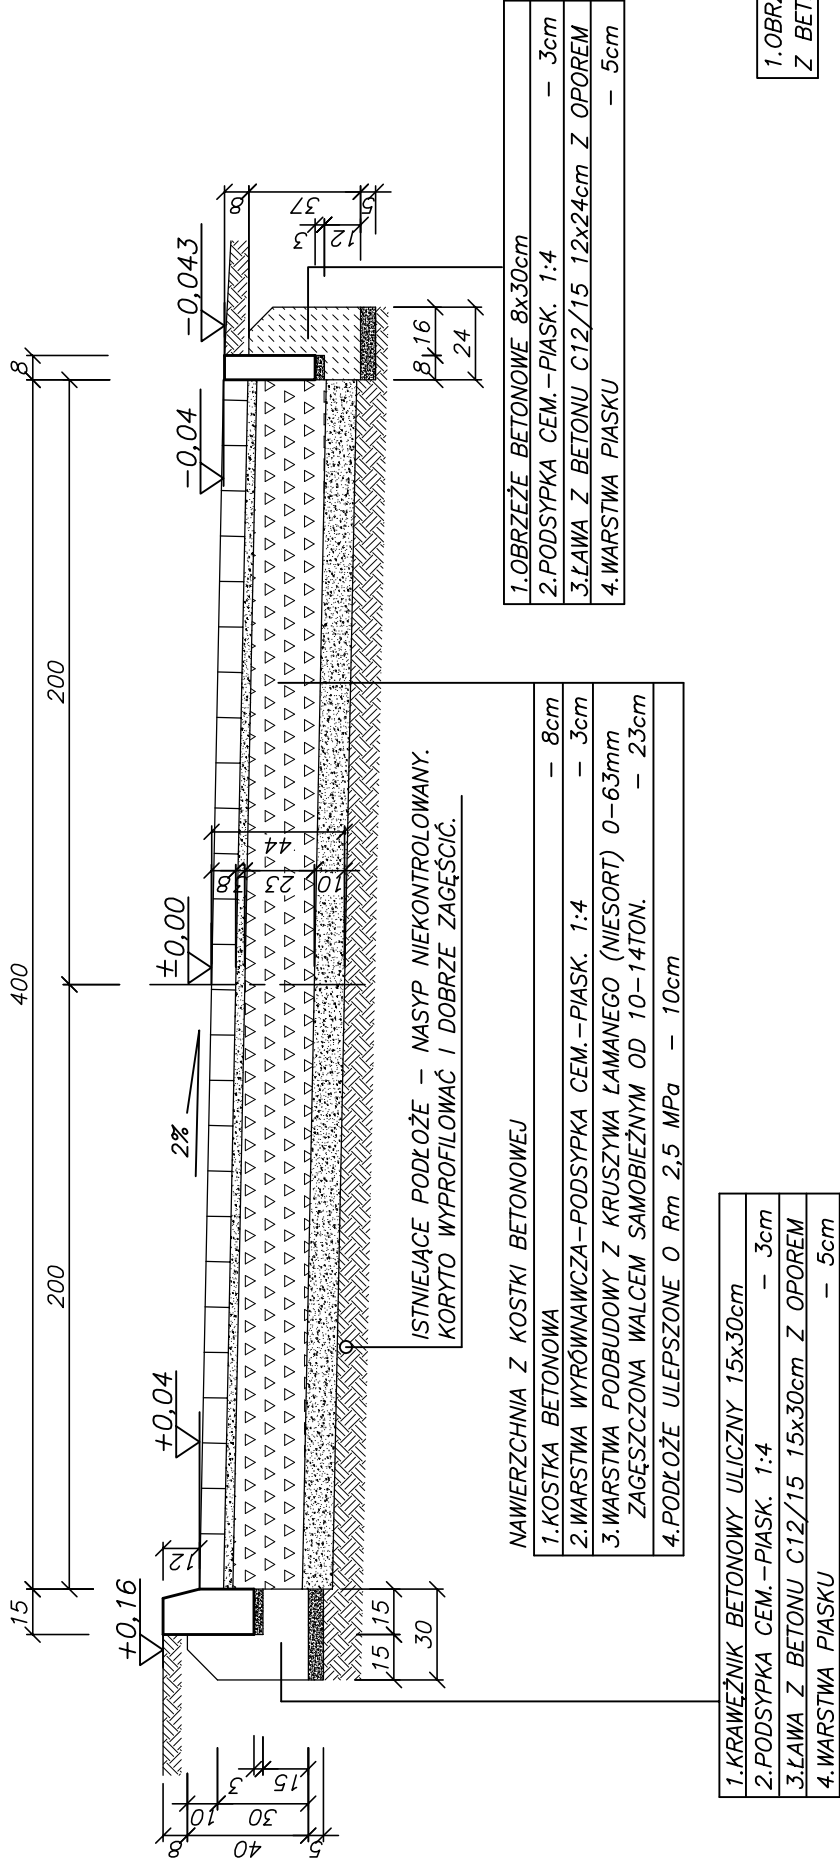 15
400
8
200
200
+0,16
12
+0,04
2%
±0,00
-0,04
-0,043
8
10
40
30
3
15
5
15
15
30
8
3
23
10
44
8
37
3
12
5
8
16
24
ISTNIEJĄCE PODŁOŻE – NASYP NIEKONTROLOWANY.
KORYTO WYPROFILOWAĆ I DOBRZE ZAGĘŚCIĆ.
NAWIERZCHNIA Z KOSTKI BETONOWEJ
1.KOSTKA BETONOWA – 8cm
2.WARSTWA WYRÓWNAWCZA-PODSYPKA CEM.-PIASK. 1:4 – 3cm
3.WARSTWA PODBUDOWY Z KRUSZYWA ŁAMANEGO (NIESORT) 0-63mm
ZAGĘSZCZONA WALCEM SAMOBIEŻNYM OD 10-14TON. – 23cm
4.PODŁOŻE ULEPSZONE O Rm 2,5 MPa – 10cm
1.KRAWĘŻNIK BETONOWY ULICZNY 15x30cm
2.PODSYPKA CEM.-PIASK. 1:4 – 3cm
3.ŁAWA Z BETONU C12/15 15x30cm Z OPOREM
4.WARSTWA PIASKU – 5cm
1.OBRZEŻE BETONOWE 8x30cm
2.PODSYPKA CEM.-PIASK. 1:4 – 3cm
3.ŁAWA Z BETONU C12/15 12x24cm Z OPOREM
4.WARSTWA PIASKU – 5cm
1.OBRZ
Z BET